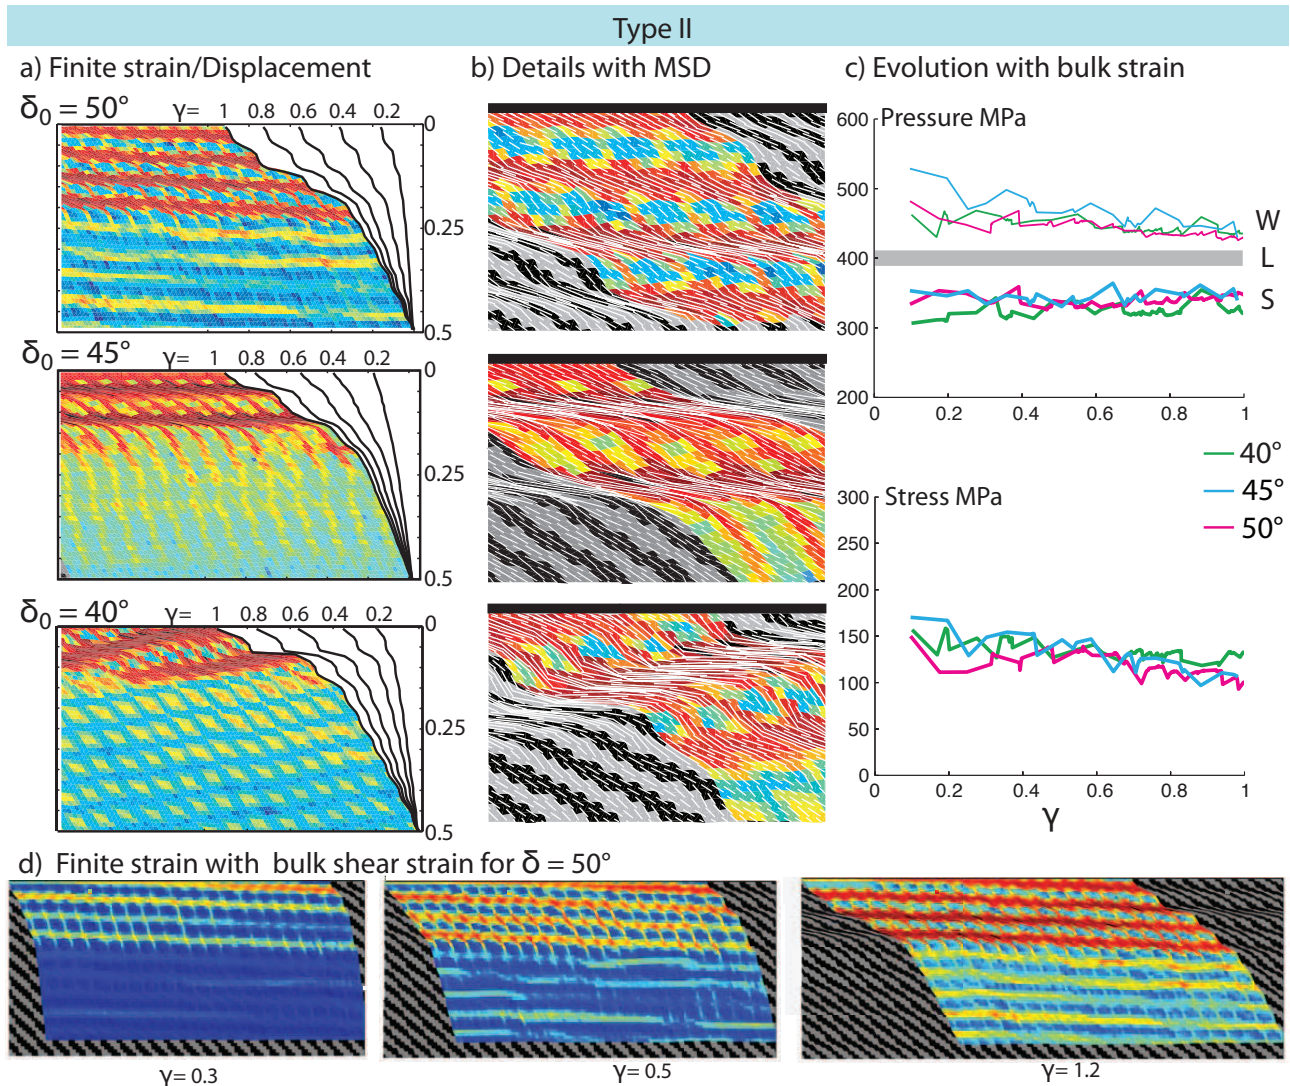 Type II
a) Finite strain/Displacement
b) Details with MSD
c) Evolution with bulk strain
δ0 = 50°
γ= 1 0.8 0.6 0.4 0.2
0
0.25
0.5
δ0 = 45°
γ= 1 0.8 0.6 0.4 0.2
0
0.25
0.5
δ0 = 40°
γ= 1 0.8 0.6 0.4 0.2
0
0.25
0.5
Pressure MPa
600
500
400
300
200
W
L
S
0 0.2 0.4 0.6 0.8 1
40°
45°
50°
Stress MPa
300
250
200
150
100
50
0
0 0.2 0.4 0.6 0.8 1
γ
d) Finite strain with bulk shear strain for δ = 50°
γ= 0.3
γ= 0.5
γ= 1.2